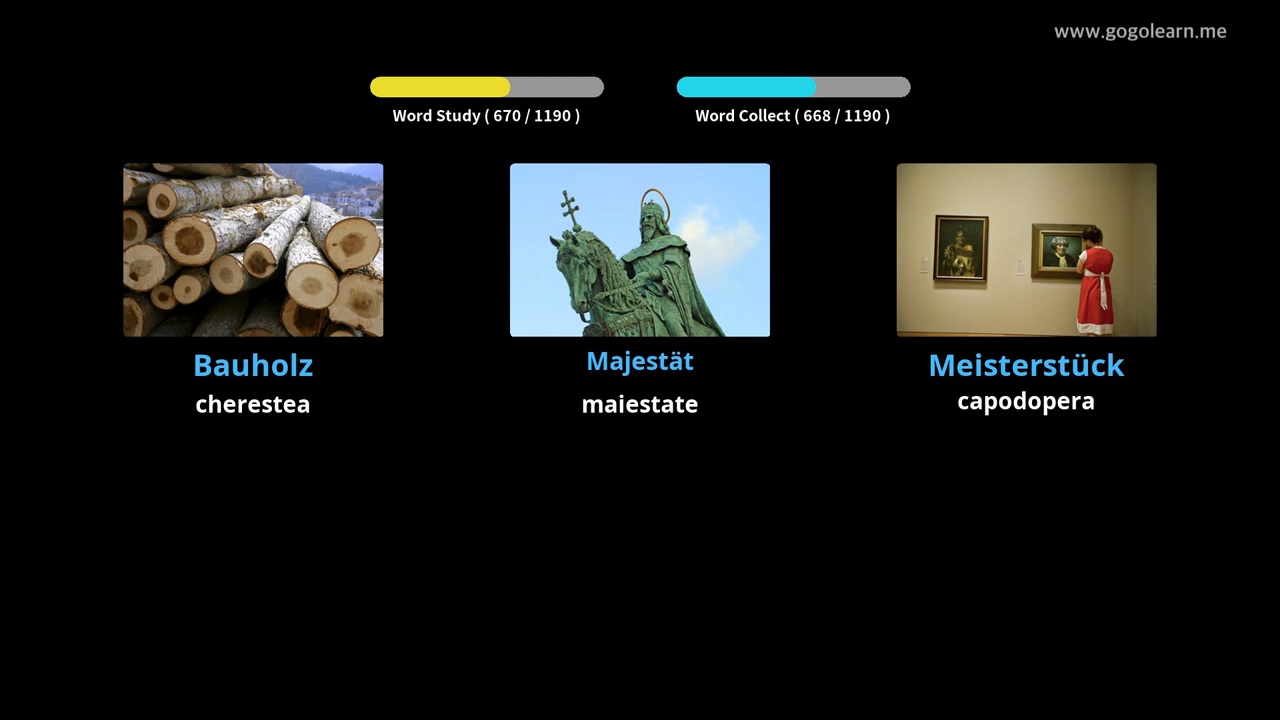 www.gogolearn.me
Word Study ( 670 / 1190 )
Word Collect ( 668 / 1190 )
Bauholz
cherestea
Majestät
maiestate
Meisterstück
capodopera